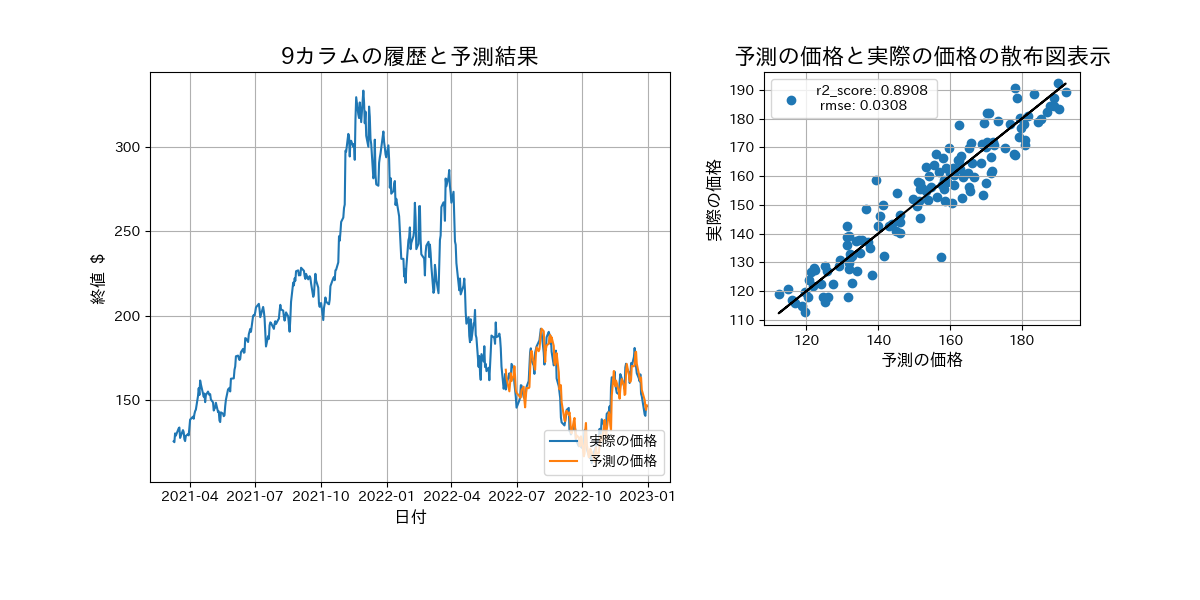 9カラムの履歴と予測結果
終値 $
300
250
200
150
2021-04 2021-07 2021-10 2022-01 2022-04 2022-07 2022-10 2023-01
日付
実際の価格
予測の価格
予測の価格と実際の価格の散布図表示
実際の価格
190
180
170
160
150
140
130
120
110
r2_score: 0.8908
rmse: 0.0308
120 140 160 180
予測の価格